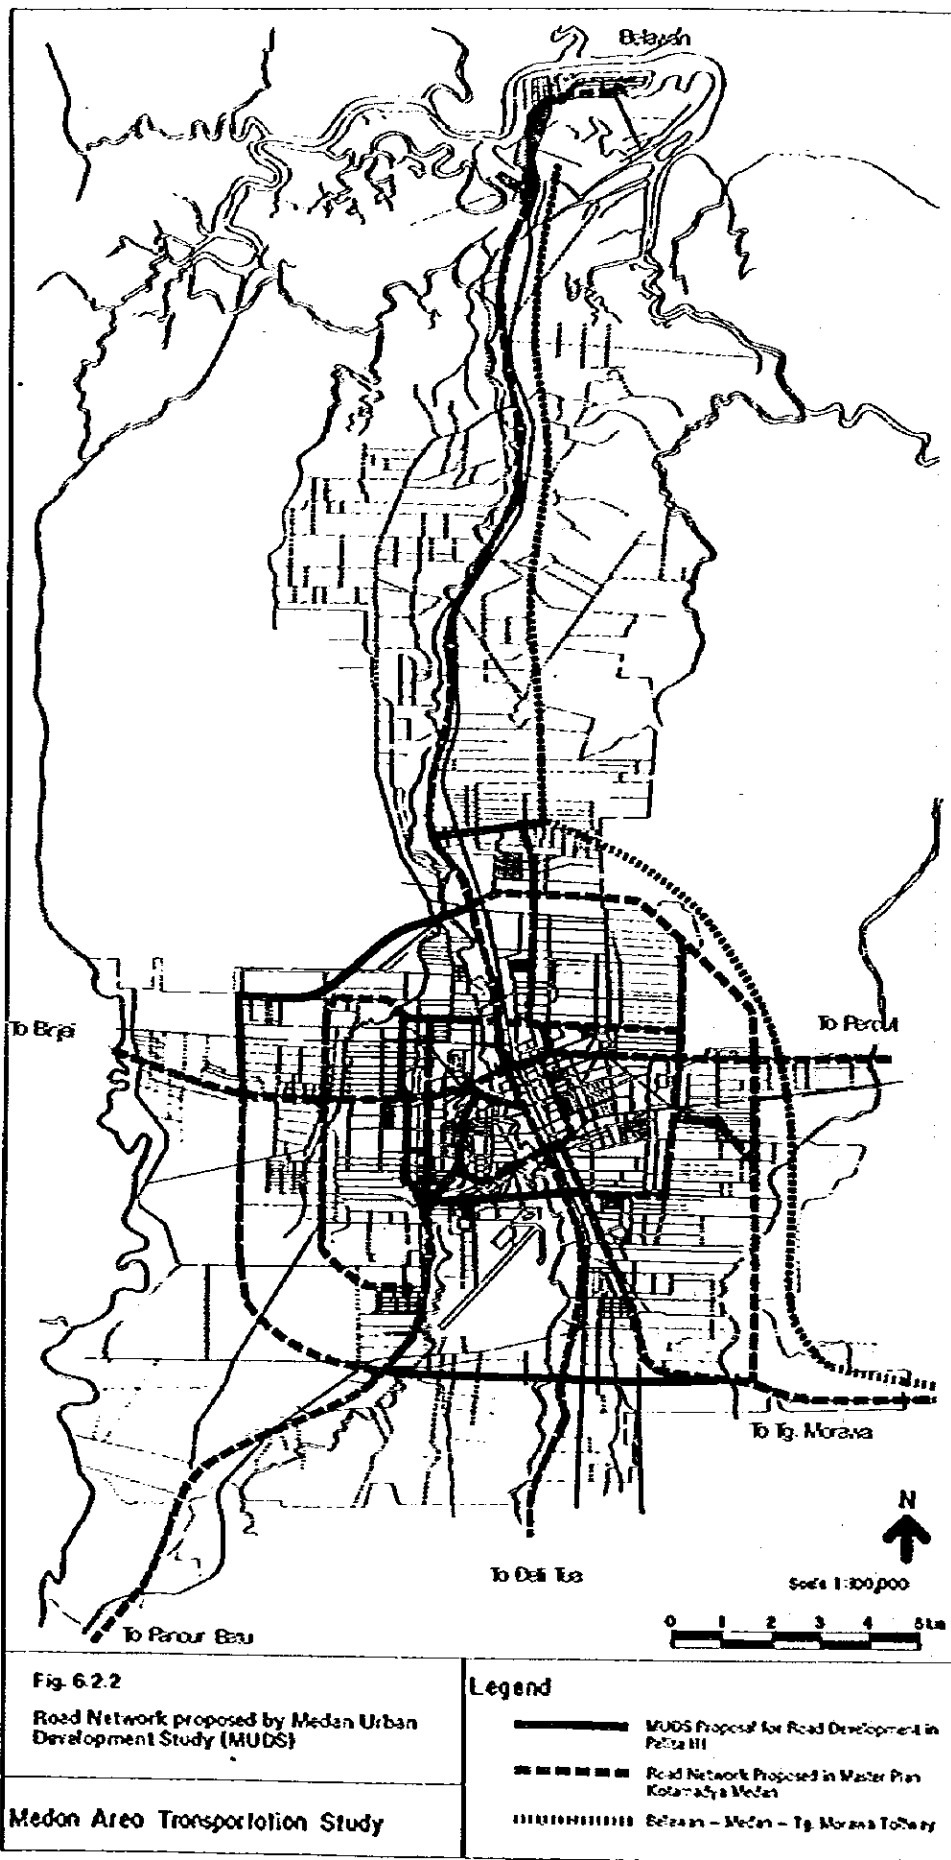 Belawan
To Binjai
To Percut
To Tg. Morawa
N
To Deli Tua
Scale 1:100,000
0 1 2 3 4 5 km
To Pancur Batu
Fig. 6.2.2
Road Network proposed by Medan Urban
Development Study (MUDS)
Medan Area Transportation Study
Legend
MUDS Proposal for Road Development in
Pelita III
Road Network Proposed in Master Plan
Kotamadya Medan
Belawan – Medan – Tg. Morawa Tollway